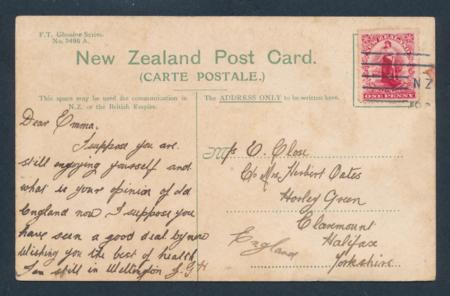 F.T. Glossine Series.
No. 3496 A.
New Zealand Post Card.
(CARTE POSTALE.)
This space may be used for communication in
N.Z. or the British Empire.
The ADDRESS ONLY to be written here.
Dear Emma.
I suppose you are
still enjoying yourself and
what is your opinion of old
England now I suppose you
have seen a good deal by now
Wishing you the best of health
I am still in Wellington
M/s E. Close
C/o Mrs Herbert Oates
Horley Green
Claremount
Halifax
Yorkshire
England
NEW ZEALAND
ONE PENNY
NZ